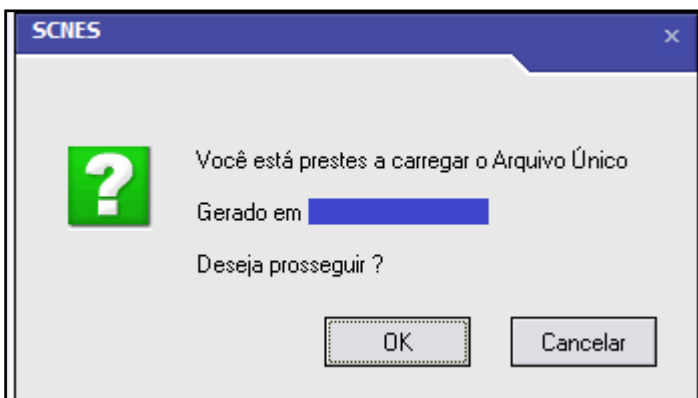 SCNES
Você está prestes a carregar o Arquivo Único
Gerado em
Deseja prosseguir ?
OK
Cancelar